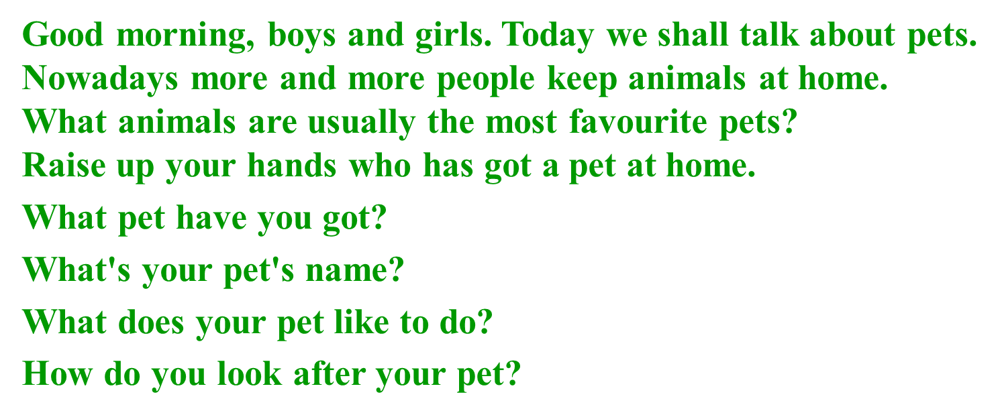 Good morning, boys and girls. Today we shall talk about pets.
Nowadays more and more people keep animals at home.
What animals are usually the most favourite pets?
Raise up your hands who has got a pet at home.
What pet have you got?
What's your pet's name?
What does your pet like to do?
How do you look after your pet?